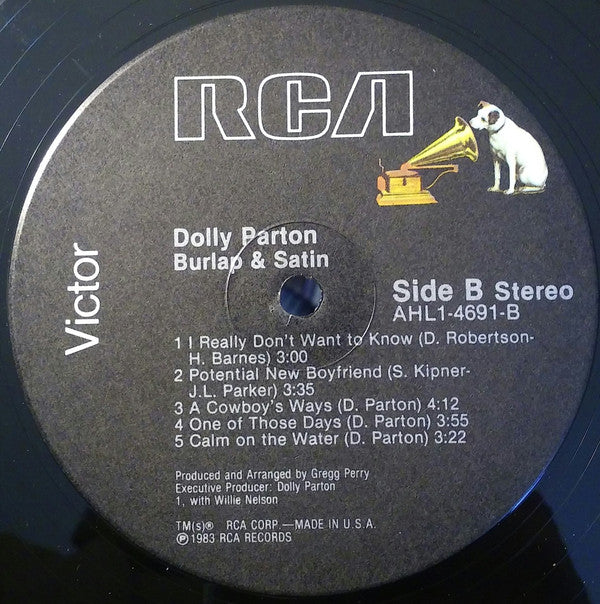 RCA
Victor
Dolly Parton
Burlap & Satin
Side B Stereo
AHL1-4691-B
1 I Really Don't Want to Know (D. Robertson-
H. Barnes) 3:00
2 Potential New Boyfriend (S. Kipner-
J.L. Parker) 3:35
3 A Cowboy's Ways (D. Parton) 4:12
4 One of Those Days (D. Parton) 3:55
5 Calm on the Water (D. Parton) 3:22
Produced and Arranged by Gregg Perry
Executive Producer: Dolly Parton
1, with Willie Nelson
TM(s)® RCA CORP.—MADE IN U.S.A.
℗1983 RCA RECORDS